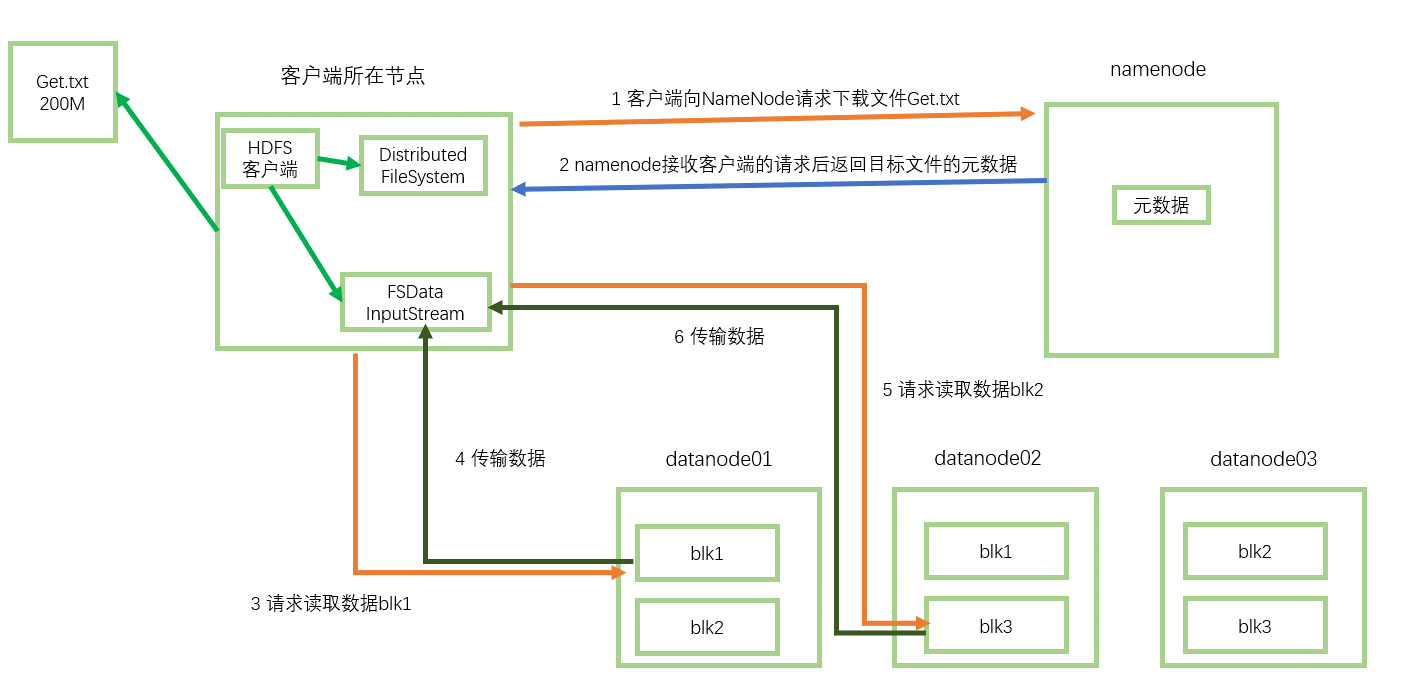 Get.txt
200M
客户端所在节点
namenode
1 客户端向NameNode请求下载文件Get.txt
HDFS
客户端
Distributed
FileSystem
2 namenode接收客户端的请求后返回目标文件的元数据
元数据
FSData
InputStream
6 传输数据
5 请求读取数据blk2
4 传输数据
datanode01
datanode02
datanode03
blk1
blk1
blk2
3 请求读取数据blk1
blk2
blk3
blk3